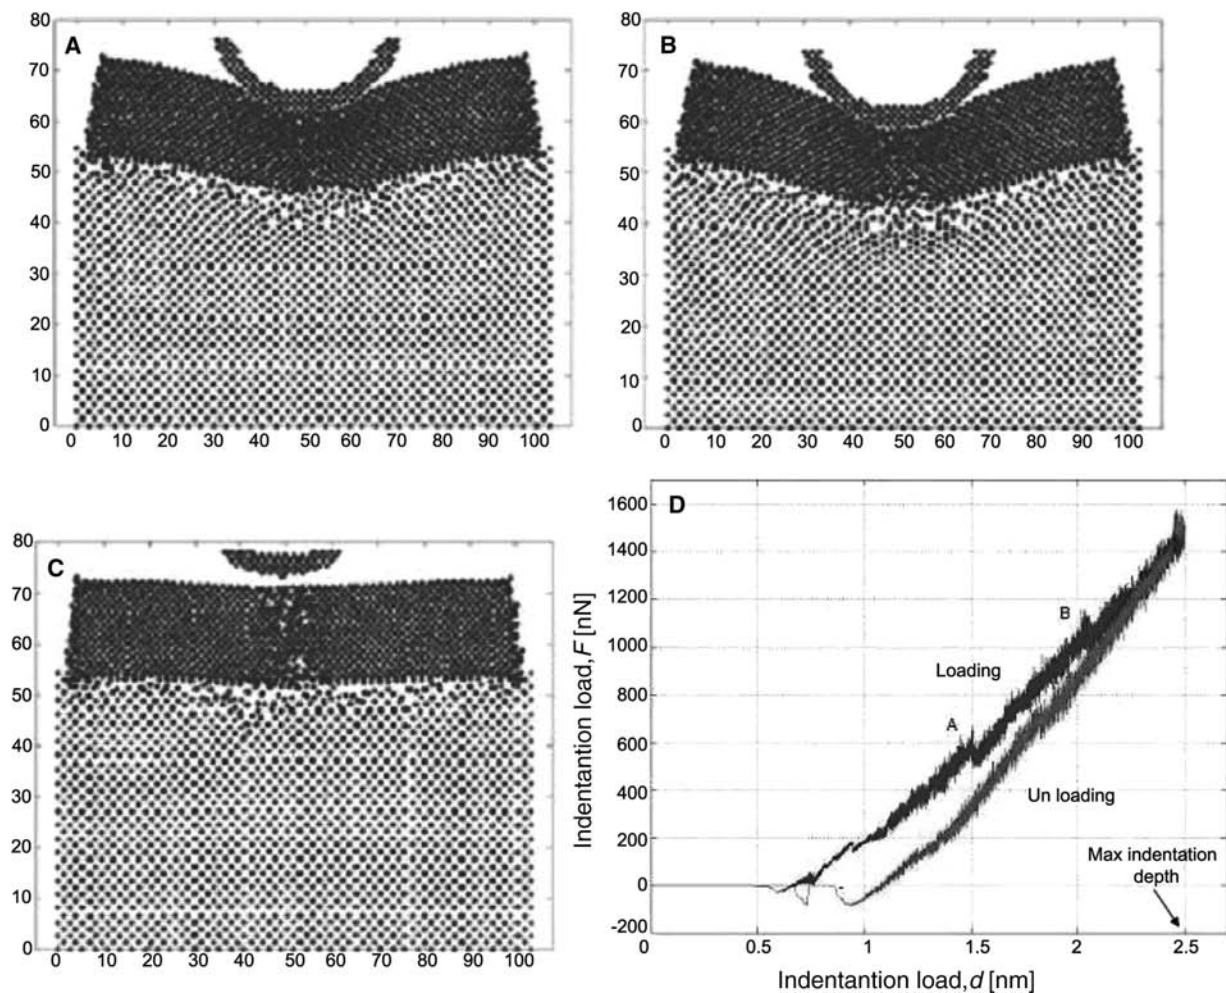 A
80
70
60
50
40
30
20
10
0
0 10 20 30 40 50 60 70 80 90 100
B
80
70
60
50
40
30
20
10
0
0 10 20 30 40 50 60 70 80 90 100
C
80
70
60
50
40
30
20
10
0
0 10 20 30 40 50 60 70 80 90 100
D
Indentantion load, F [nN]
1600
1400
1200
1000
800
600
400
200
0
-200
B
Loading
A
Un loading
Max indentation
depth
0 0.5 1 1.5 2 2.5
Indentantion load, d [nm]